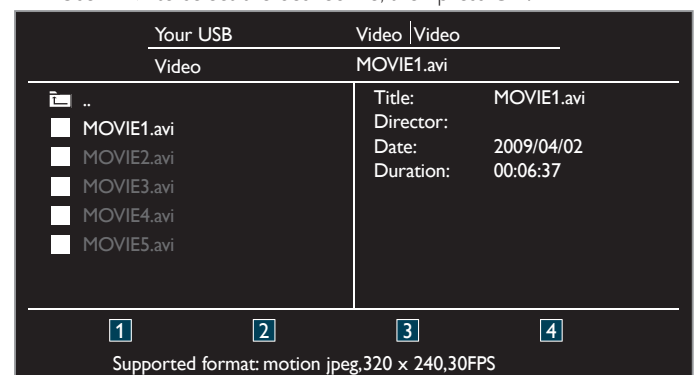 Your USB
Video | Video
Video
MOVIE1.avi
..
MOVIE1.avi
MOVIE2.avi
MOVIE3.avi
MOVIE4.avi
MOVIE5.avi
Title: MOVIE1.avi
Director:
Date: 2009/04/02
Duration: 00:06:37
1 2 3 4
Supported format: motion jpeg,320 x 240,30FPS